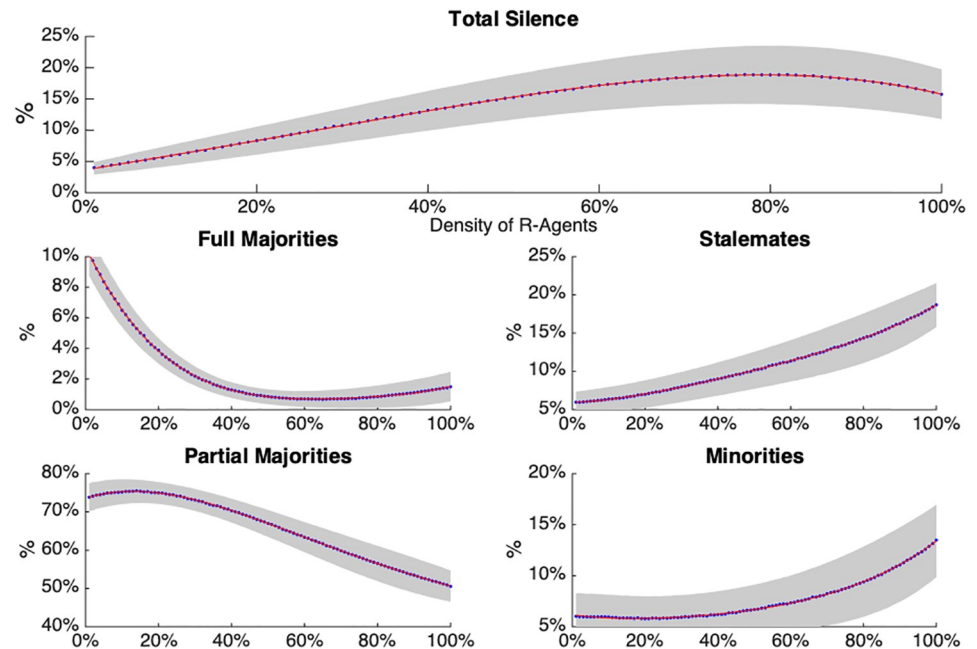 Total Silence
25%
20%
15%
10%
5%
0%
%
0% 20% 40% 60% 80% 100%
Density of R-Agents
Full Majorities
10%
8%
6%
4%
2%
0%
%
0% 20% 40% 60% 80% 100%
Stalemates
25%
20%
15%
10%
5%
%
0% 20% 40% 60% 80% 100%
Partial Majorities
80%
70%
60%
50%
40%
%
0% 20% 40% 60% 80% 100%
Minorities
20%
15%
10%
5%
%
0% 20% 40% 60% 80% 100%